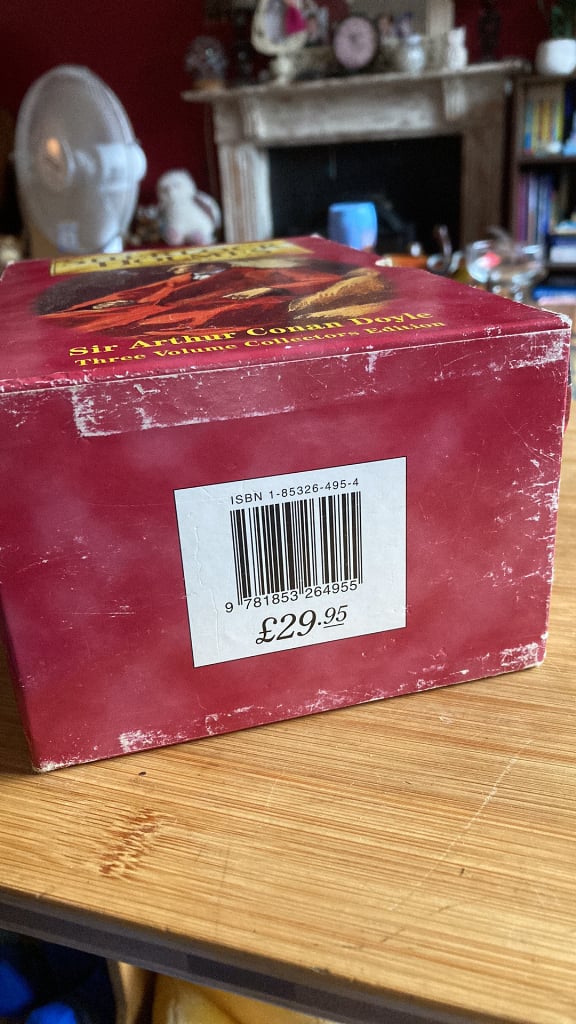 Sir Arthur Conan Doyle
Three Volume Collectors Edition
ISBN 1-85326-495-4
9 781853 264955
£29.95